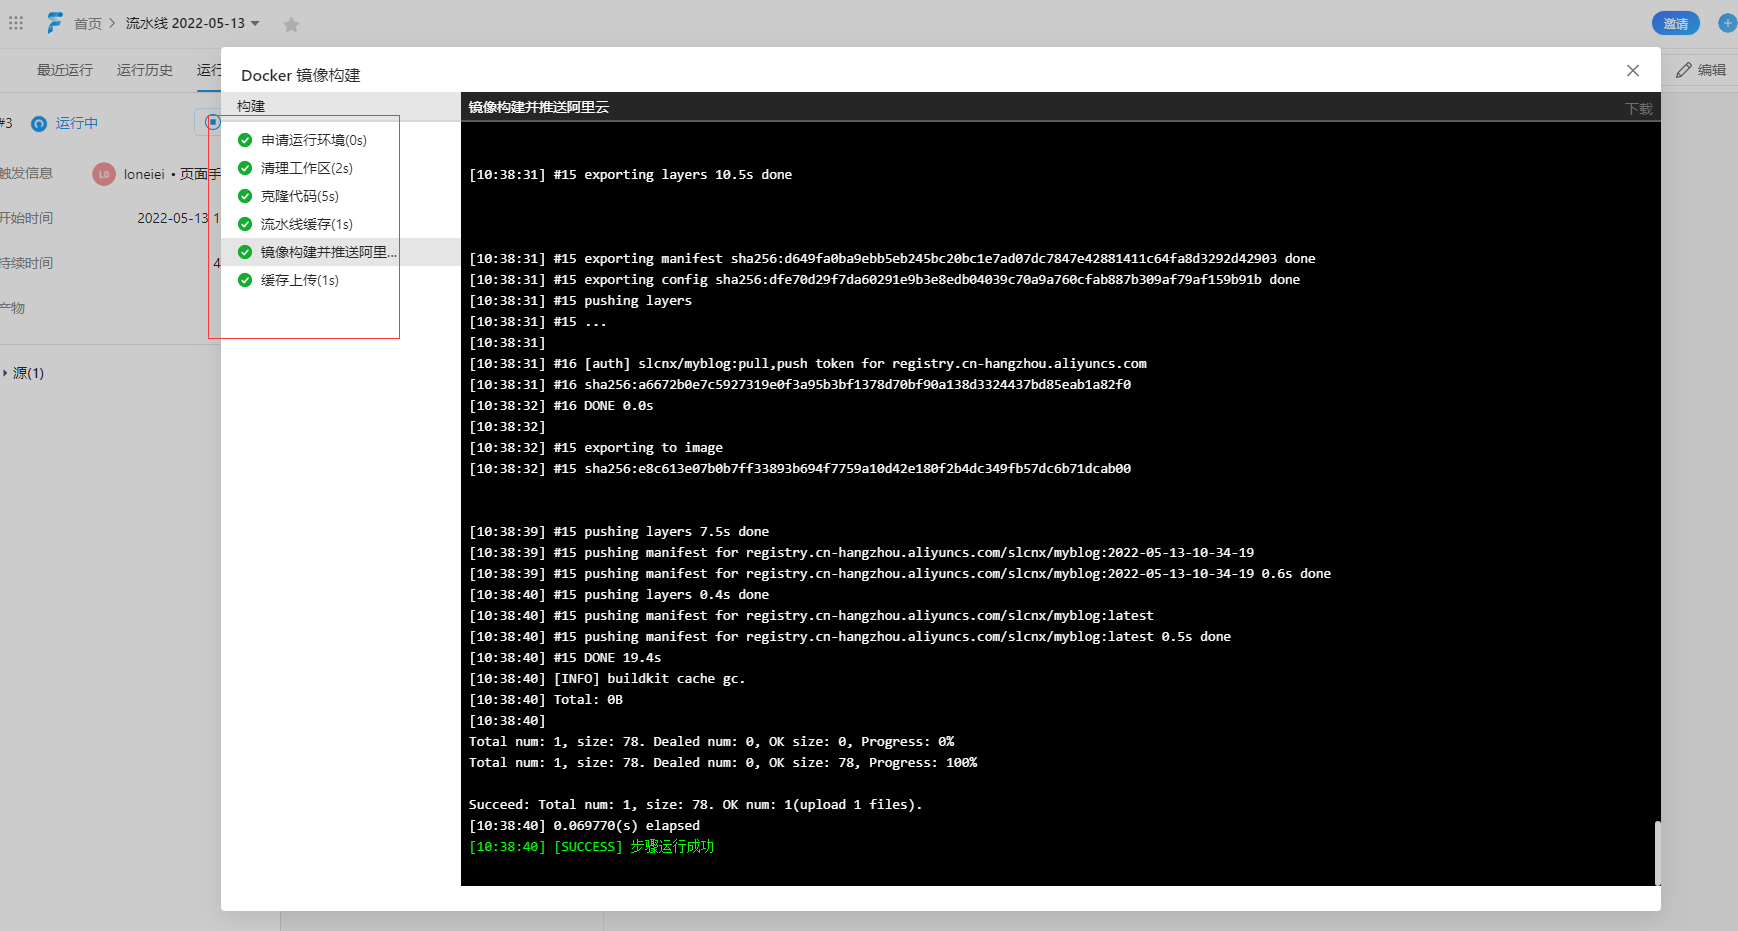 首页 > 流水线 2022-05-13
邀请
最近运行 运行历史 运行
编辑
#3 运行中
触发信息 LO loneiei • 页面手
开始时间 2022-05-13 1
持续时间 4
产物
源(1)
Docker 镜像构建
构建
申请运行环境(0s)
清理工作区(2s)
克隆代码(5s)
流水线缓存(1s)
镜像构建并推送阿里...
缓存上传(1s)
镜像构建并推送阿里云
下载
[10:38:31] #15 exporting layers 10.5s done
[10:38:31] #15 exporting manifest sha256:d649fa0ba9ebb5eb245bc20bc1e7ad07dc7847e42881411c64fa8d3292d42903 done
[10:38:31] #15 exporting config sha256:dfe70d29f7da60291e9b3e8edb04039c70a9a760cfab887b309af79af159b91b done
[10:38:31] #15 pushing layers
[10:38:31] #15 ...
[10:38:31]
[10:38:31] #16 [auth] slcnx/myblog:pull,push token for registry.cn-hangzhou.aliyuncs.com
[10:38:31] #16 sha256:a6672b0e7c5927319e0f3a95b3bf1378d70bf90a138d3324437bd85eab1a82f0
[10:38:32] #16 DONE 0.0s
[10:38:32]
[10:38:32] #15 exporting to image
[10:38:32] #15 sha256:e8c613e07b0b7ff33893b694f7759a10d42e180f2b4dc349fb57dc6b71dcab00
[10:38:39] #15 pushing layers 7.5s done
[10:38:39] #15 pushing manifest for registry.cn-hangzhou.aliyuncs.com/slcnx/myblog:2022-05-13-10-34-19
[10:38:39] #15 pushing manifest for registry.cn-hangzhou.aliyuncs.com/slcnx/myblog:2022-05-13-10-34-19 0.6s done
[10:38:40] #15 pushing layers 0.4s done
[10:38:40] #15 pushing manifest for registry.cn-hangzhou.aliyuncs.com/slcnx/myblog:latest
[10:38:40] #15 pushing manifest for registry.cn-hangzhou.aliyuncs.com/slcnx/myblog:latest 0.5s done
[10:38:40] #15 DONE 19.4s
[10:38:40] [INFO] buildkit cache gc.
[10:38:40] Total: 0B
[10:38:40]
Total num: 1, size: 78. Dealed num: 0, OK size: 0, Progress: 0%
Total num: 1, size: 78. Dealed num: 0, OK size: 78, Progress: 100%
Succeed: Total num: 1, size: 78. OK num: 1(upload 1 files).
[10:38:40] 0.069770(s) elapsed
[10:38:40] [SUCCESS] 步骤运行成功